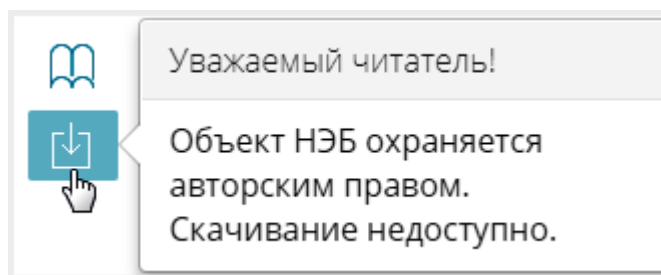 Уважаемый читатель!
Объект НЭБ охраняется
авторским правом.
Скачивание недоступно.